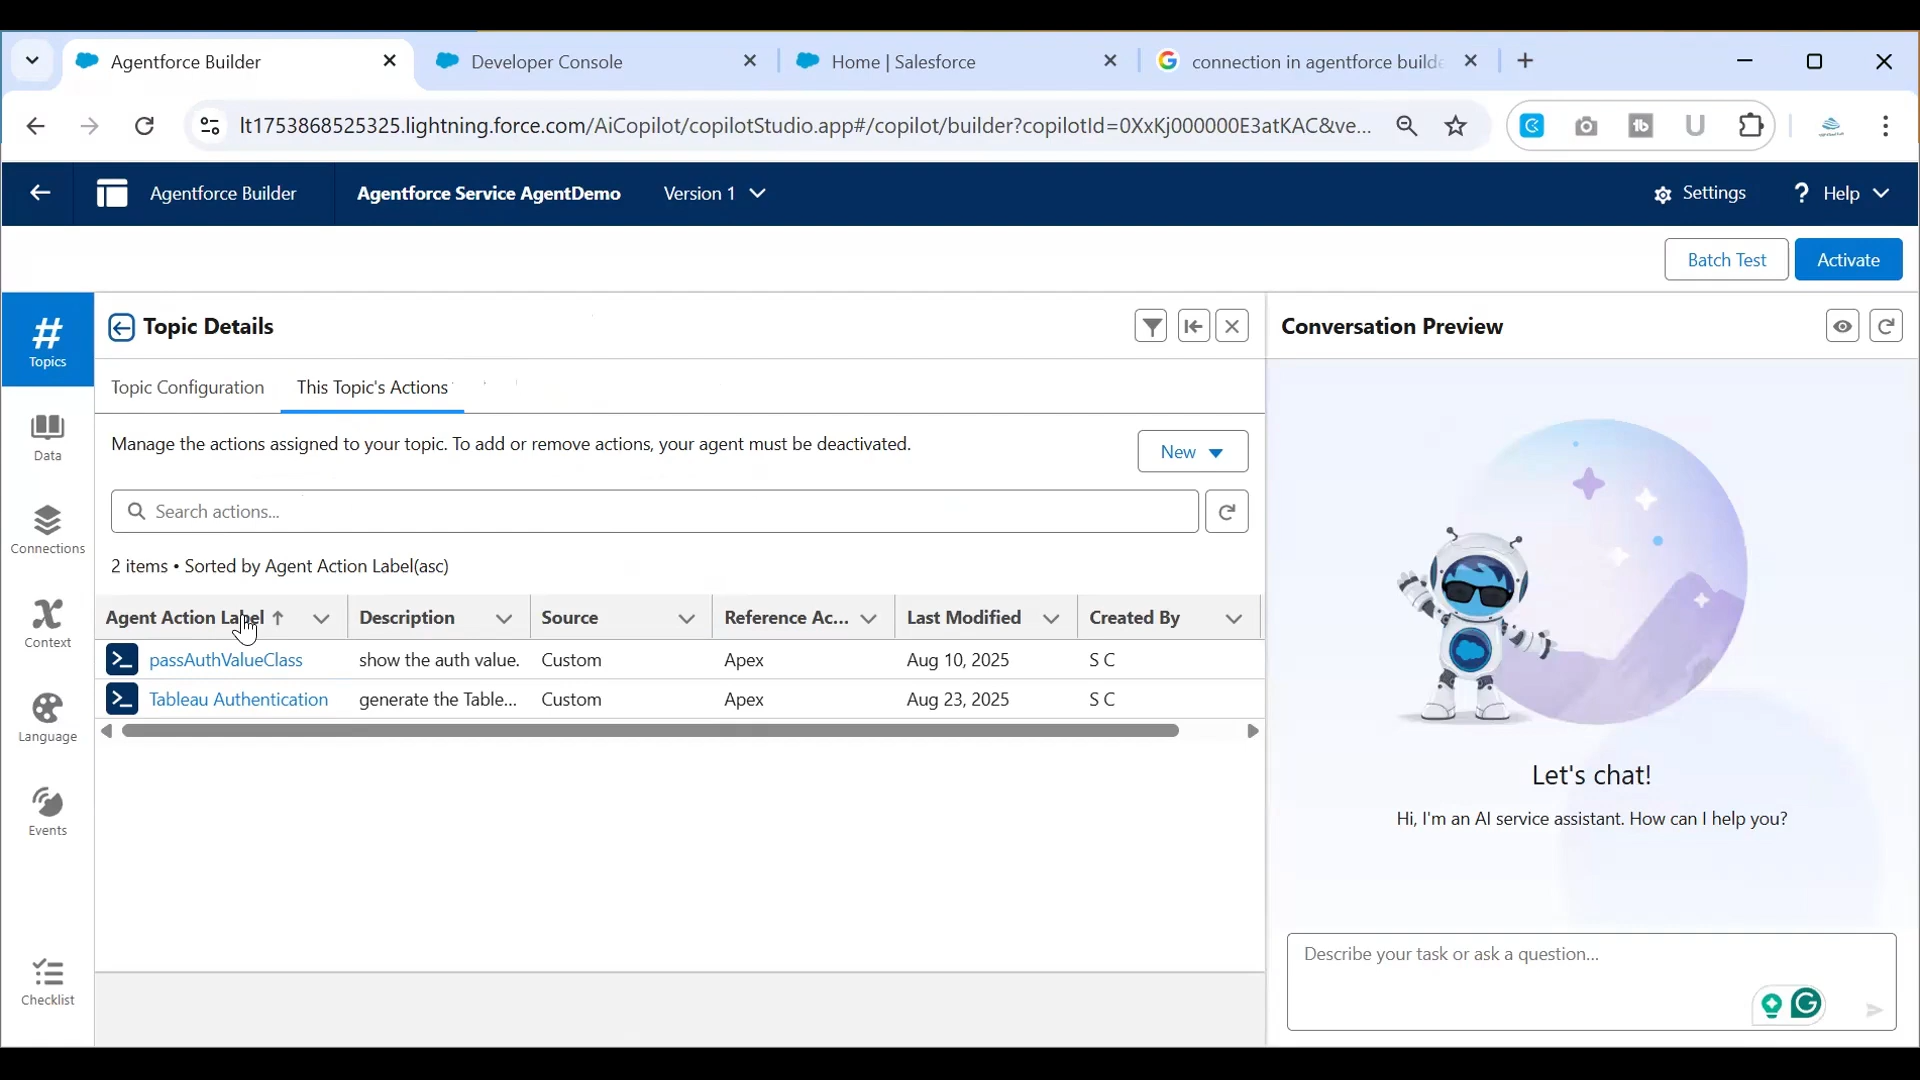 Agentforce Builder
Developer Console
Home | Salesforce
connection in agentforce builde
lt1753868525325.lightning.force.com/AiCopilot/copilotStudio.app#/copilot/builder?copilotId=0XxKj000000E3atKAC&ve...
Agentforce Builder
Agentforce Service AgentDemo
Version 1
Settings
? Help
Batch Test
Activate
Topics
Data
Connections
Context
Language
Events
Checklist
Topic Details
Topic Configuration
This Topic's Actions
Manage the actions assigned to your topic. To add or remove actions, your agent must be deactivated.
New
Search actions...
2 items • Sorted by Agent Action Label(asc)
Agent Action Label Description Source Reference Ac... Last Modified Created By
passAuthValueClass show the auth value. Custom Apex Aug 10, 2025 S C
Tableau Authentication generate the Table... Custom Apex Aug 23, 2025 S C
Conversation Preview
Let's chat!
Hi, I'm an AI service assistant. How can I help you?
Describe your task or ask a question...